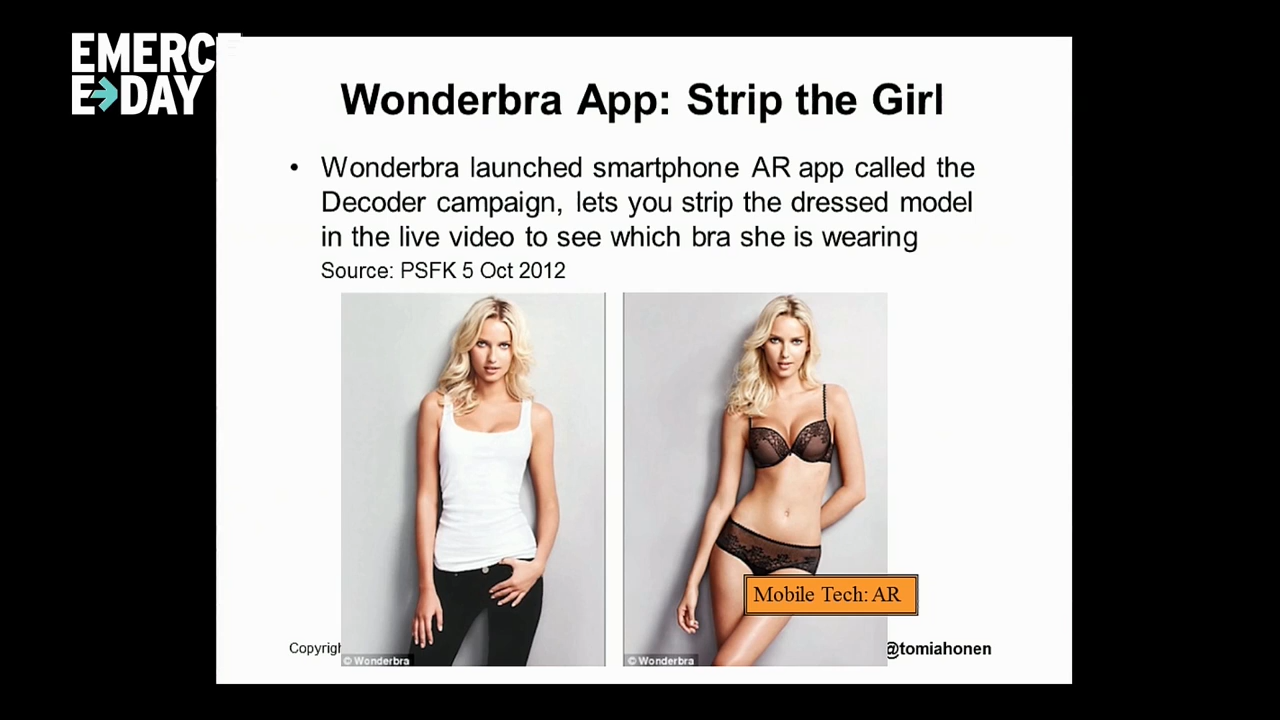 EMERCE
E→DAY
Wonderbra App: Strip the Girl
• Wonderbra launched smartphone AR app called the
Decoder campaign, lets you strip the dressed model
in the live video to see which bra she is wearing
Source: PSFK 5 Oct 2012
Mobile Tech: AR
Copyrigh
@tomiahonen
© Wonderbra
© Wonderbra